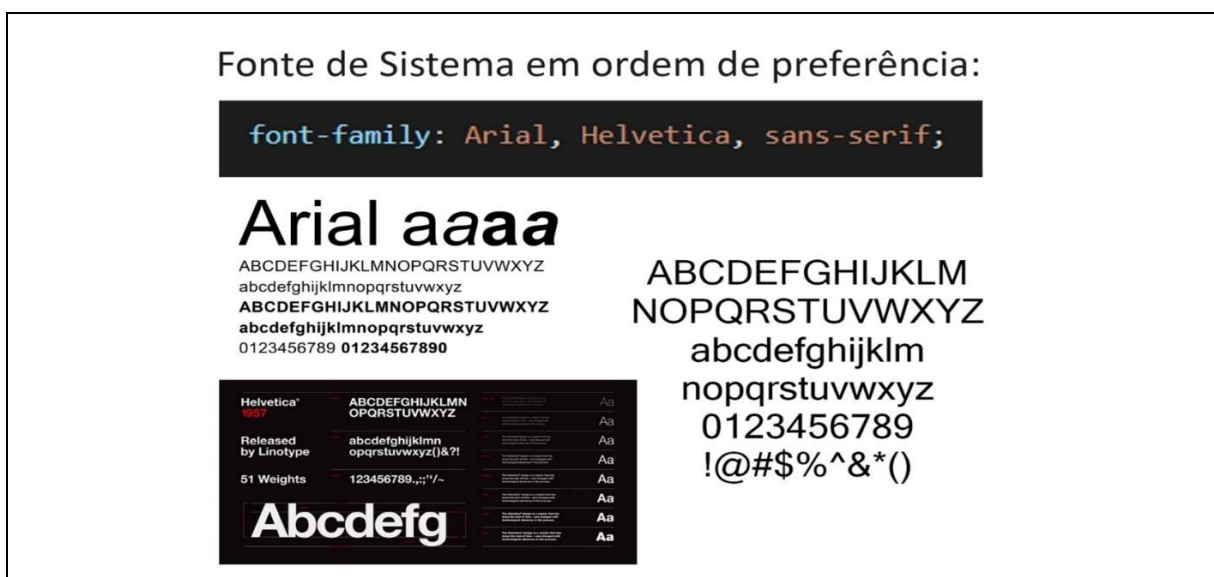 Fonte de Sistema em ordem de preferência:
font-family: Arial, Helvetica, sans-serif;
Arial aaaa
ABCDEFGHIJKLMNOPQRSTUVWXYZ
abcdefghijklmnopqrstuvwxyz
ABCDEFGHIJKLMNOPQRSTUVWXYZ
abcdefghijklmnopqrstuvwxyz
0123456789 01234567890
ABCDEFGHIJKLM
NOPQRSTUVWXYZ
abcdefghijklm
nopqrstuvwxyz
0123456789
!@#$%^&*()
Helvetica®
1957
Released
by Linotype
51 Weights
ABCDEFGHIJKLMN
OPQRSTUVWXYZ
abcdefghijklmn
opqrstuvwxyz()&?!
123456789.,:;'"/~
Abcdefg
Aa
Aa
Aa
Aa
Aa
Aa
Aa
Aa